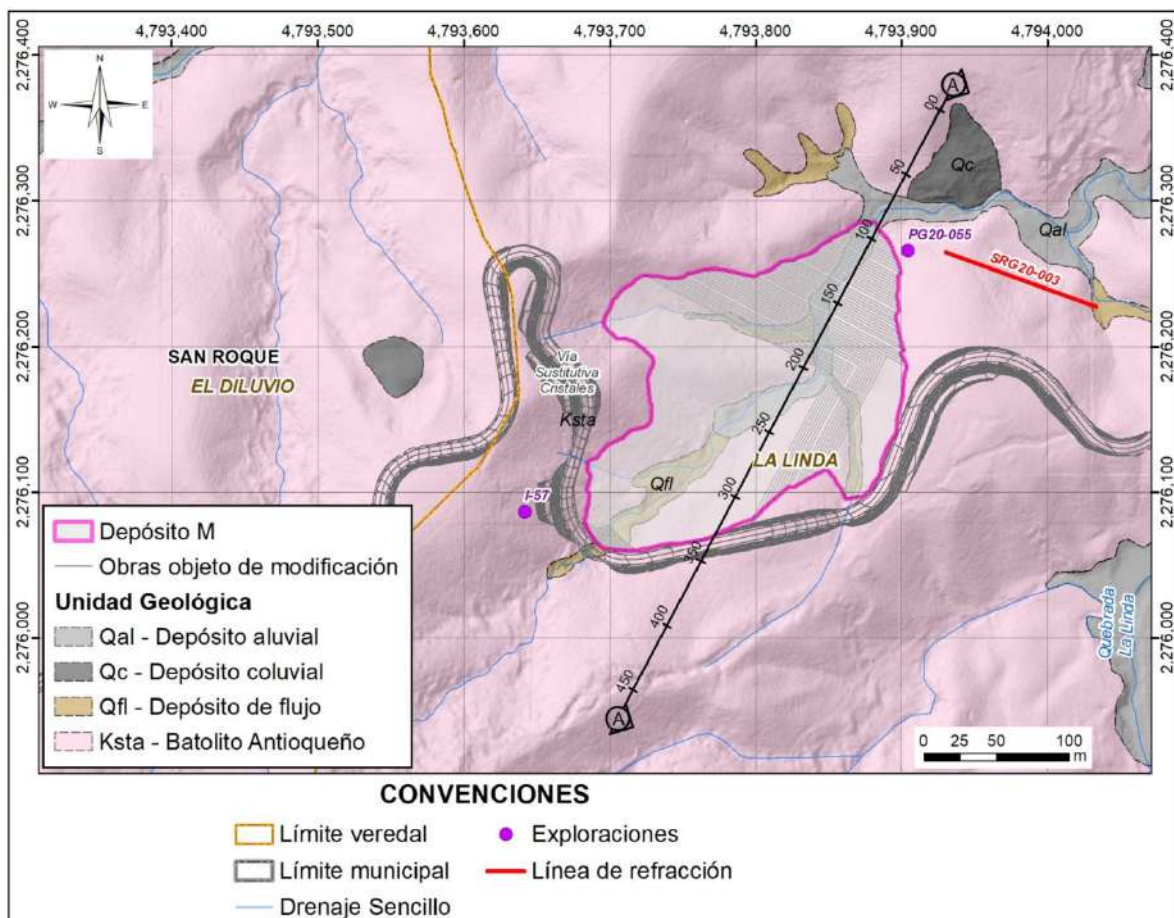 4,793,400 4,793,500 4,793,600 4,793,700 4,793,800 4,793,900 4,794,000
2,276,400
2,276,400
N
W E
S
A
00
50
Qc
2,276,300
2,276,300
100
PG20-055
Qal
SRG20-003
150
2,276,200
2,276,200
SAN ROQUE
EL DILUVIO
Vía
Sustitutiva
Cristales
Ksta
200
250
LA LINDA
2,276,100
2,276,100
I-57
Qfl
300
350
Depósito M
Obras objeto de modificación
Unidad Geológica
Qal - Depósito aluvial
Qc - Depósito coluvial
Qfl - Depósito de flujo
Ksta - Batolito Antioqueño
400
450
A
2,276,000
2,276,000
Quebrada
La Linda
0 25 50 100
m
CONVENCIONES
Límite veredal
Exploraciones
Límite municipal
Línea de refracción
Drenaje Sencillo